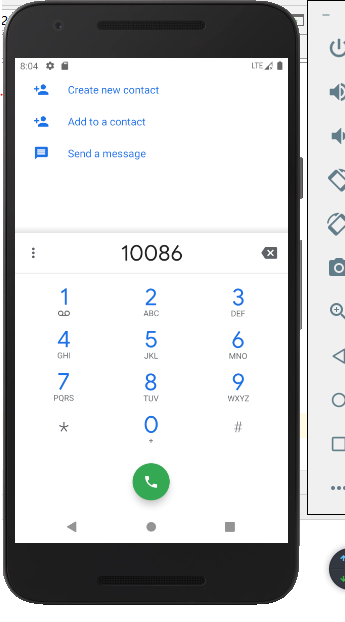 8:04 LTE
Create new contact
Add to a contact
Send a message
10086
1 2 3
ABC DEF
4 5 6
GHI JKL MNO
7 8 9
PQRS TUV WXYZ
* 0 #
+